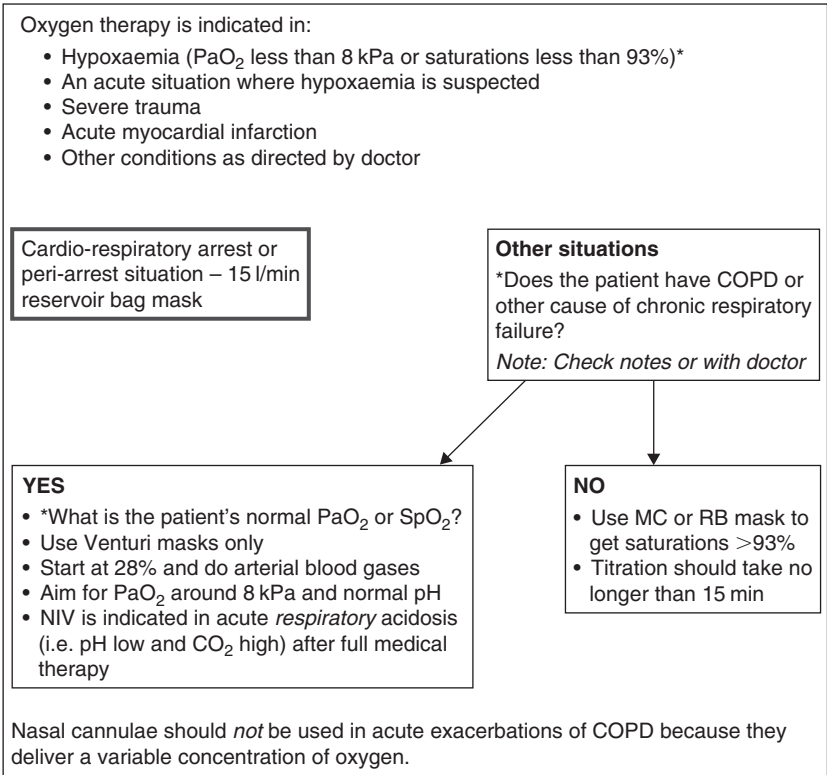 Oxygen therapy is indicated in:
• Hypoxaemia (PaO₂ less than 8 kPa or saturations less than 93%)*
• An acute situation where hypoxaemia is suspected
• Severe trauma
• Acute myocardial infarction
• Other conditions as directed by doctor
Cardio-respiratory arrest or
peri-arrest situation – 15 l/min
reservoir bag mask
Other situations
*Does the patient have COPD or
other cause of chronic respiratory
failure?
Note: Check notes or with doctor
YES
• *What is the patient's normal PaO₂ or SpO₂?
• Use Venturi masks only
• Start at 28% and do arterial blood gases
• Aim for PaO₂ around 8 kPa and normal pH
• NIV is indicated in acute respiratory acidosis
(i.e. pH low and CO₂ high) after full medical
therapy
NO
• Use MC or RB mask to
get saturations >93%
• Titration should take no
longer than 15 min
Nasal cannulae should not be used in acute exacerbations of COPD because they
deliver a variable concentration of oxygen.